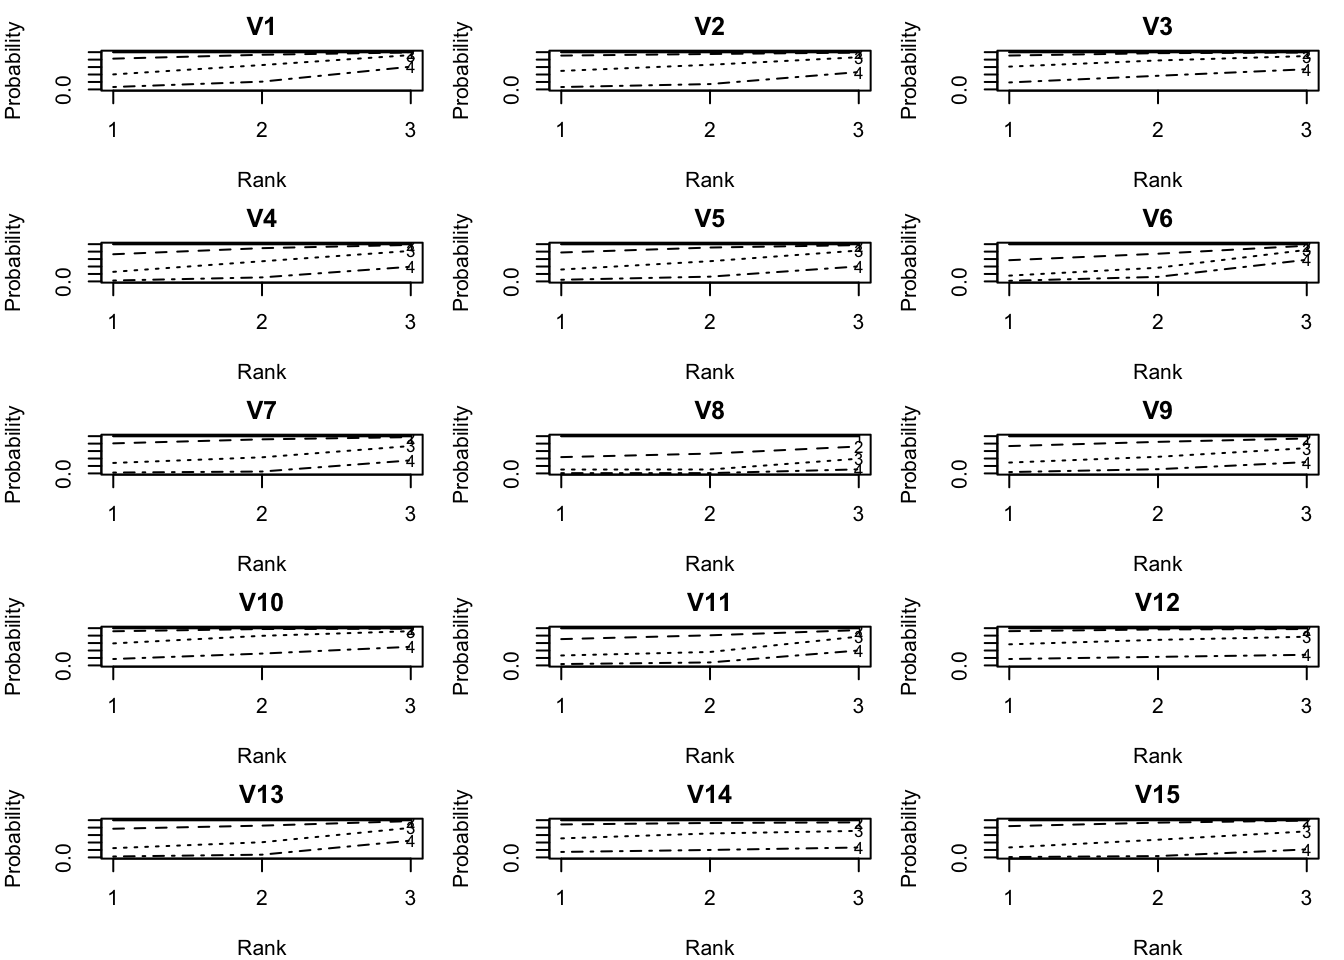 V1 V2 V3
Probability Probability Probability
0.0 0.0 0.0
4 3 4 4
1 2 3 1 2 3 1 2 3
Rank Rank Rank
V4 V5 V6
Probability Probability Probability
0.0 0.0 0.0
3 4 3 4 4
1 2 3 1 2 3 1 2 3
Rank Rank Rank
V7 V8 V9
Probability Probability Probability
0.0 0.0 0.0
3 4 1 2 3 4 3 4
1 2 3 1 2 3 1 2 3
Rank Rank Rank
V10 V11 V12
Probability Probability Probability
0.0 0.0 0.0
4 3 4 3 4
1 2 3 1 2 3 1 2 3
Rank Rank Rank
V13 V14 V15
Probability Probability Probability
0.0 0.0 0.0
3 4 3 4 3 4
1 2 3 1 2 3 1 2 3
Rank Rank Rank